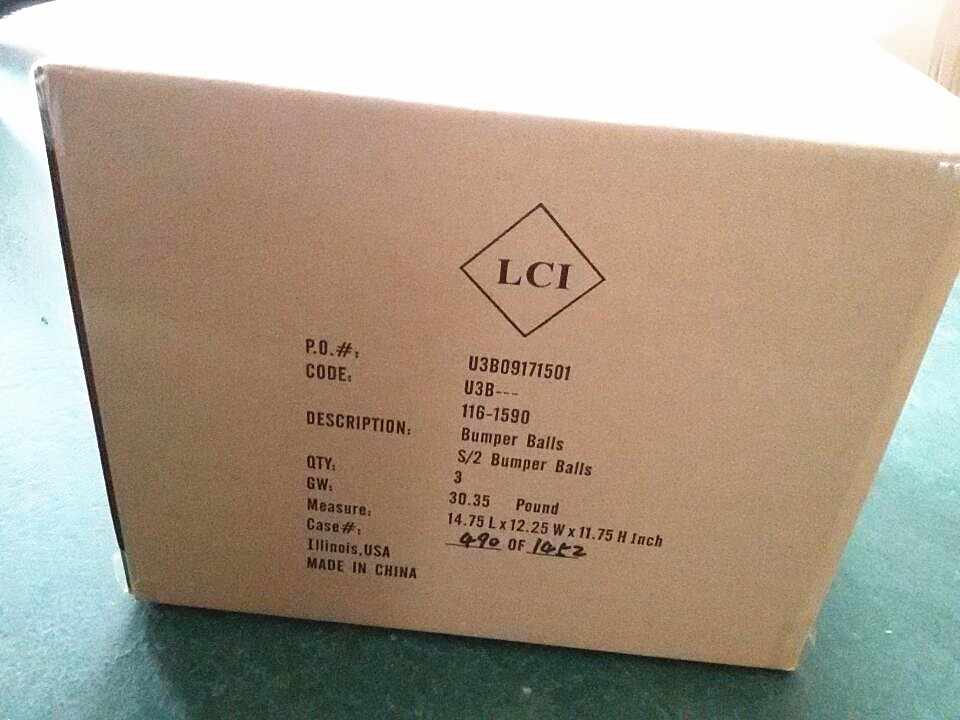 LCI
P.O.#: U3B09171501
CODE: U3B---
116-1590
DESCRIPTION: Bumper Balls
S/2 Bumper Balls
QTY: 3
GW: 30.35 Pound
Measure: 14.75 L x 12.25 W x 11.75 H Inch
Case#: 490 OF
Illinois,USA
MADE IN CHINA